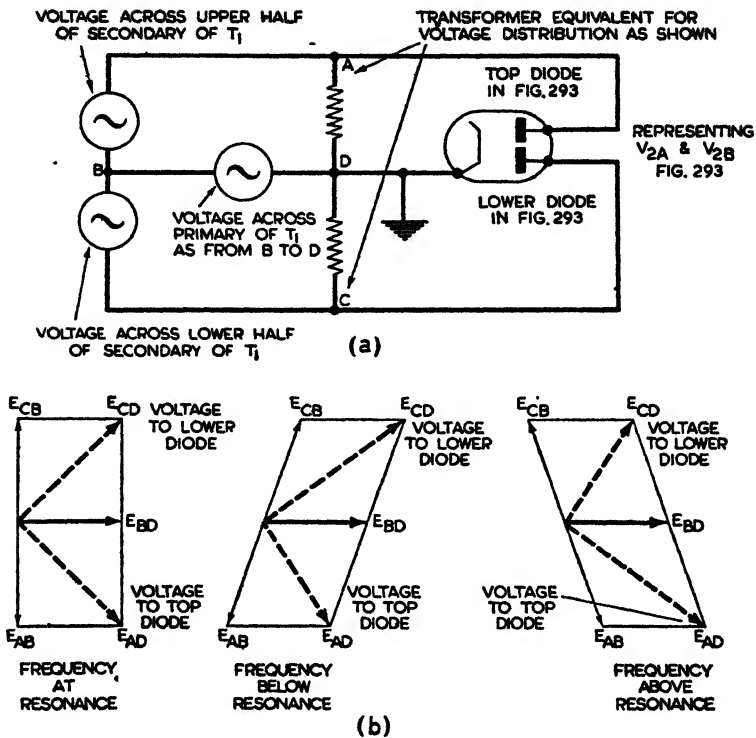 VOLTAGE ACROSS UPPER HALF
OF SECONDARY OF T1
TRANSFORMER EQUIVALENT FOR
VOLTAGE DISTRIBUTION AS SHOWN
A
TOP DIODE
IN FIG. 293
REPRESENTING
V2A & V2B
FIG. 293
B
D
VOLTAGE ACROSS
PRIMARY OF T1
AS FROM B TO D
LOWER DIODE
IN FIG. 293
C
VOLTAGE ACROSS LOWER HALF
OF SECONDARY OF T1
(a)
ECB
ECD VOLTAGE
TO LOWER
DIODE
EBD
VOLTAGE
TO TOP
DIODE
EAB
EAD
FREQUENCY
AT
RESONANCE
ECB
ECD
VOLTAGE
TO LOWER
DIODE
EBD
VOLTAGE
TO TOP
DIODE
EAB
EAD
FREQUENCY
BELOW
RESONANCE
ECB
ECD
VOLTAGE
TO LOWER
DIODE
EBD
VOLTAGE
TO TOP
DIODE
EAB
EAD
FREQUENCY
ABOVE
RESONANCE
(b)